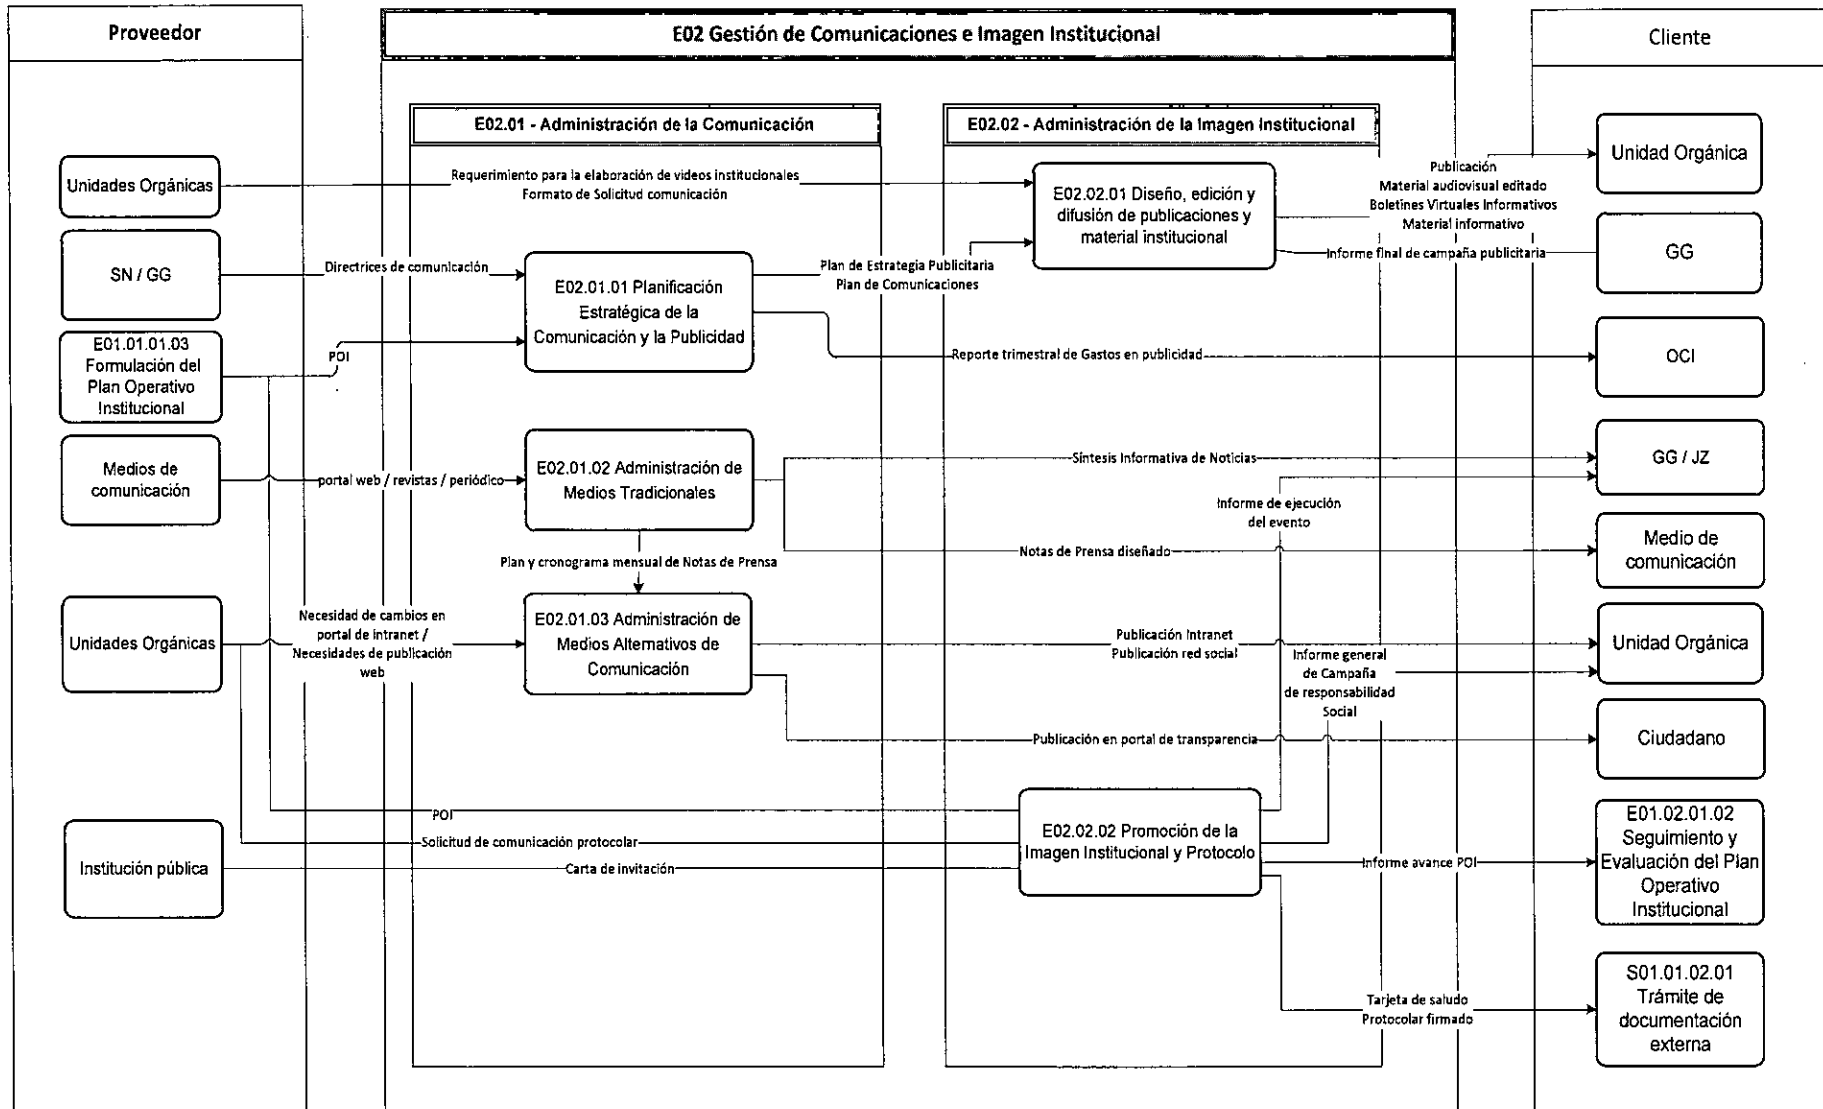 Proveedor
E02 Gestión de Comunicaciones e Imagen Institucional
Cliente
E02.01 - Administración de la Comunicación
E02.02 - Administración de la Imagen Institucional
Unidades Orgánicas
Requerimiento para la elaboración de videos institucionales
Formato de Solicitud comunicación
E02.02.01 Diseño, edición y
difusión de publicaciones y
material institucional
Publicación
Material audiovisual editado
Boletines Virtuales Informativos
Material informativo
Unidad Orgánica
SN / GG
Directrices de comunicación
E02.01.01 Planificación
Estratégica de la
Comunicación y la Publicidad
Plan de Estrategia Publicitaria
Plan de Comunicaciones
Informe final de campaña publicitaria
GG
E01.01.01.03
Formulación del
Plan Operativo
Institucional
POI
Reporte trimestral de Gastos en publicidad
OCI
Medios de
comunicación
portal web / revistas / periódico
E02.01.02 Administración de
Medios Tradicionales
Síntesis Informativa de Noticias
GG / JZ
Informe de ejecución
del evento
Notas de Prensa diseñado
Medio de
comunicación
Plan y cronograma mensual de Notas de Prensa
Unidades Orgánicas
Necesidad de cambios en
portal de intranet /
Necesidades de publicación
web
E02.01.03 Administración de
Medios Alternativos de
Comunicación
Publicación Intranet
Publicación red social
Informe general
de Campaña
de responsabilidad
Social
Unidad Orgánica
Publicación en portal de transparencia
Ciudadano
POI
Solicitud de comunicación protocolar
Institución pública
Carta de invitación
E02.02.02 Promoción de la
Imagen Institucional y Protocolo
Informe avance POI
E01.02.01.02
Seguimiento y
Evaluación del Plan
Operativo
Institucional
Tarjeta de saludo
Protocolar firmado
S01.01.02.01
Trámite de
documentación
externa